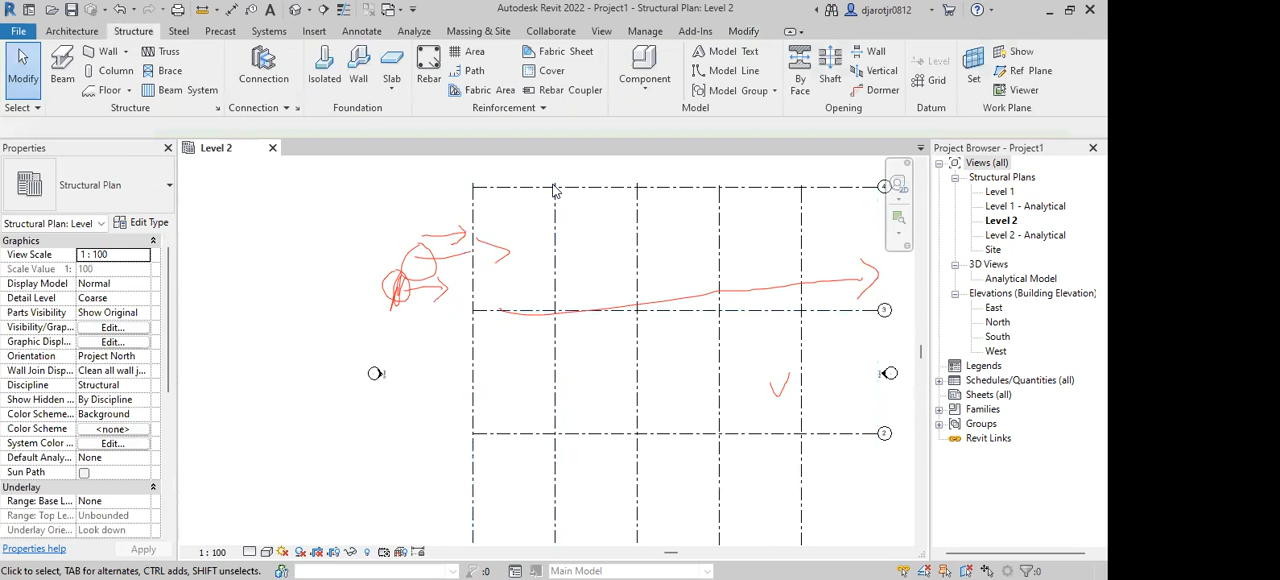 Autodesk Revit 2022 - Project1 - Structural Plan: Level 2
djarotjr0812
File Architecture Structure Steel Precast Systems Insert Annotate Analyze Massing & Site Collaborate View Manage Add-Ins Modify
Modify Beam Wall Truss Connection Isolated Wall Slab Rebar Area Fabric Sheet Component Model Text By Shaft Wall Level Set Show
Column Brace Path Cover Model Line Face Vertical Grid Ref Plane
Floor Beam System Fabric Area Rebar Coupler Model Group Dormer Viewer
Select Structure Connection Foundation Reinforcement Model Opening Datum Work Plane
Properties
Structural Plan
Structural Plan: Level
Edit Type
Graphics
View Scale 1 : 100
Scale Value 1: 100
Display Model Normal
Detail Level Coarse
Parts Visibility Show Original
Visibility/Grap... Edit...
Graphic Displ... Edit...
Orientation Project North
Wall Join Displ... Clean all wall j...
Discipline Structural
Show Hidden ... By Discipline
Color Scheme... Background
Color Scheme <none>
System Color ... Edit...
Default Analy... None
Sun Path
Underlay
Range: Base L... None
Range: Top Le... Unbounded
Underlay Orie... Look down
Properties help
Apply
Level 2
2D
4
3
V
2
1 : 100
Project Browser - Project1
Views (all)
Structural Plans
Level 1
Level 1 - Analytical
Level 2
Level 2 - Analytical
Site
3D Views
Analytical Model
Elevations (Building Elevation)
East
North
South
West
Legends
Schedules/Quantities (all)
Sheets (all)
Families
Groups
Revit Links
Click to select, TAB for alternates, CTRL adds, SHIFT unselects.
:0
Main Model
:0